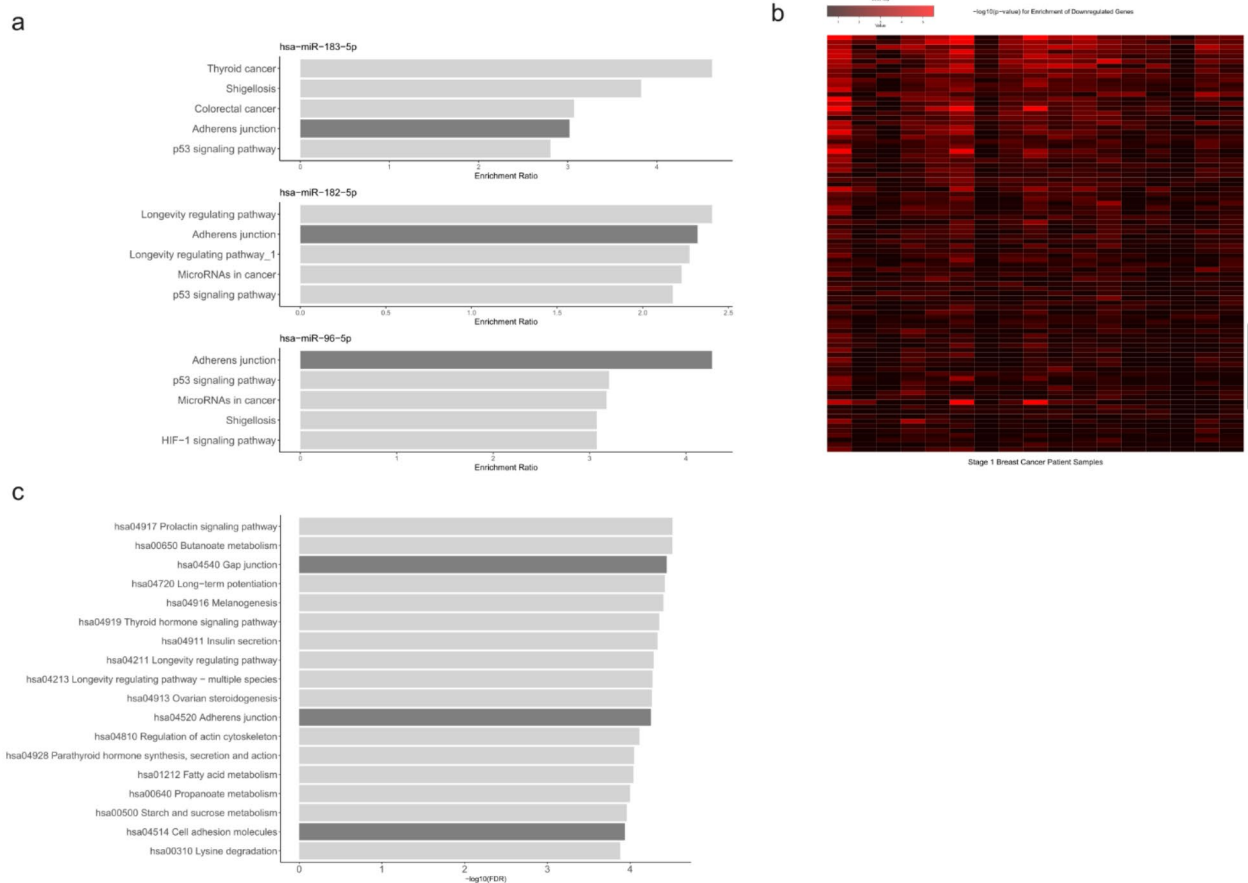 a
hsa-miR-183-5p
Thyroid cancer
Shigellosis
Colorectal cancer
Adherens junction
p53 signaling pathway
0 1 2 3 4
Enrichment Ratio
hsa-miR-182-5p
Longevity regulating pathway
Adherens junction
Longevity regulating pathway_1
MicroRNAs in cancer
p53 signaling pathway
0.0 0.5 1.0 1.5 2.0 2.5
Enrichment Ratio
hsa-miR-96-5p
Adherens junction
p53 signaling pathway
MicroRNAs in cancer
Shigellosis
HIF-1 signaling pathway
0 1 2 3 4
Enrichment Ratio
b
Value
-log10(p-value) for Enrichment of Downregulated Genes
Stage 1 Breast Cancer Patient Samples
c
hsa04917 Prolactin signaling pathway
hsa00650 Butanoate metabolism
hsa04540 Gap junction
hsa04720 Long-term potentiation
hsa04916 Melanogenesis
hsa04919 Thyroid hormone signaling pathway
hsa04911 Insulin secretion
hsa04211 Longevity regulating pathway
hsa04213 Longevity regulating pathway - multiple species
hsa04913 Ovarian steroidogenesis
hsa04520 Adherens junction
hsa04810 Regulation of actin cytoskeleton
hsa04928 Parathyroid hormone synthesis, secretion and action
hsa01212 Fatty acid metabolism
hsa00640 Propanoate metabolism
hsa00500 Starch and sucrose metabolism
hsa04514 Cell adhesion molecules
hsa00310 Lysine degradation
0 1 2 3 4
-log10(FDR)